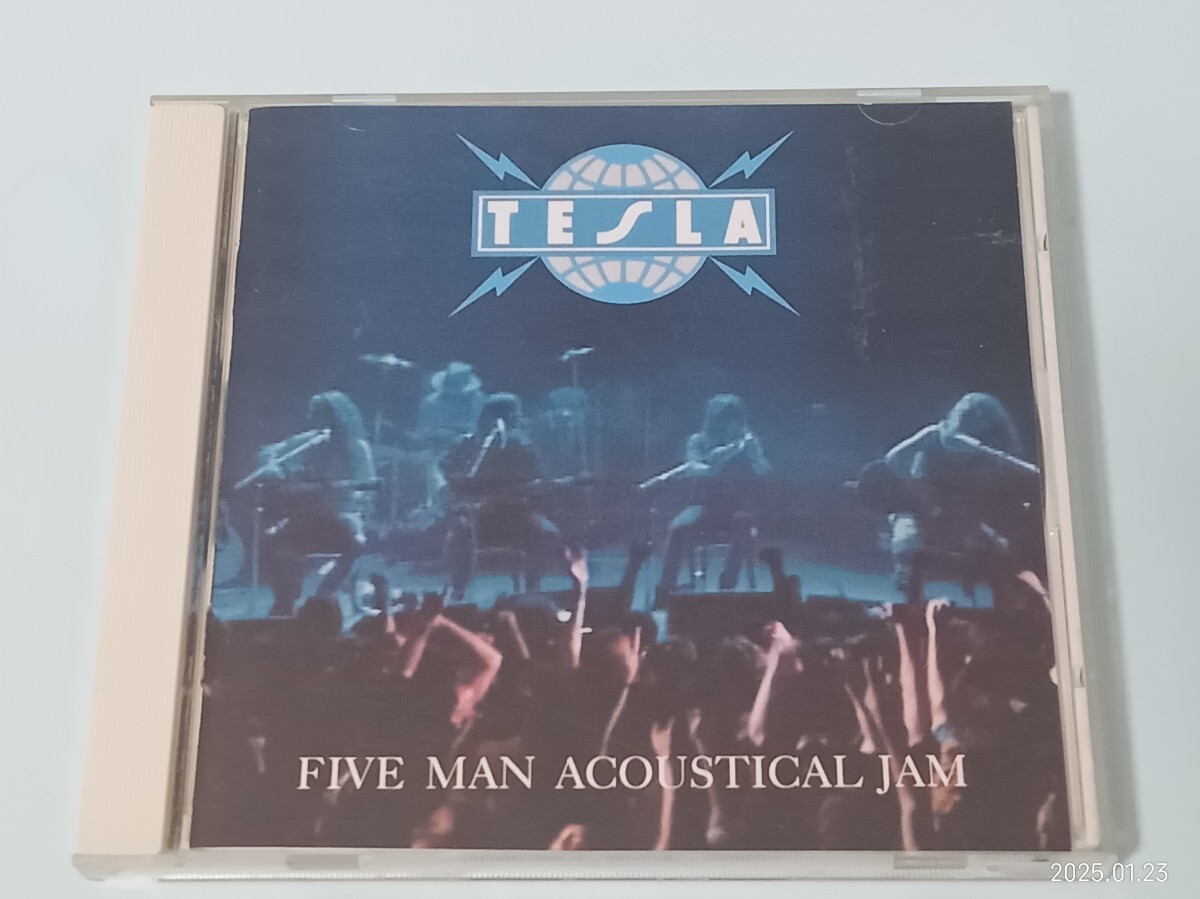 TESLA
FIVE MAN ACOUSTICAL JAM
2025.01.23